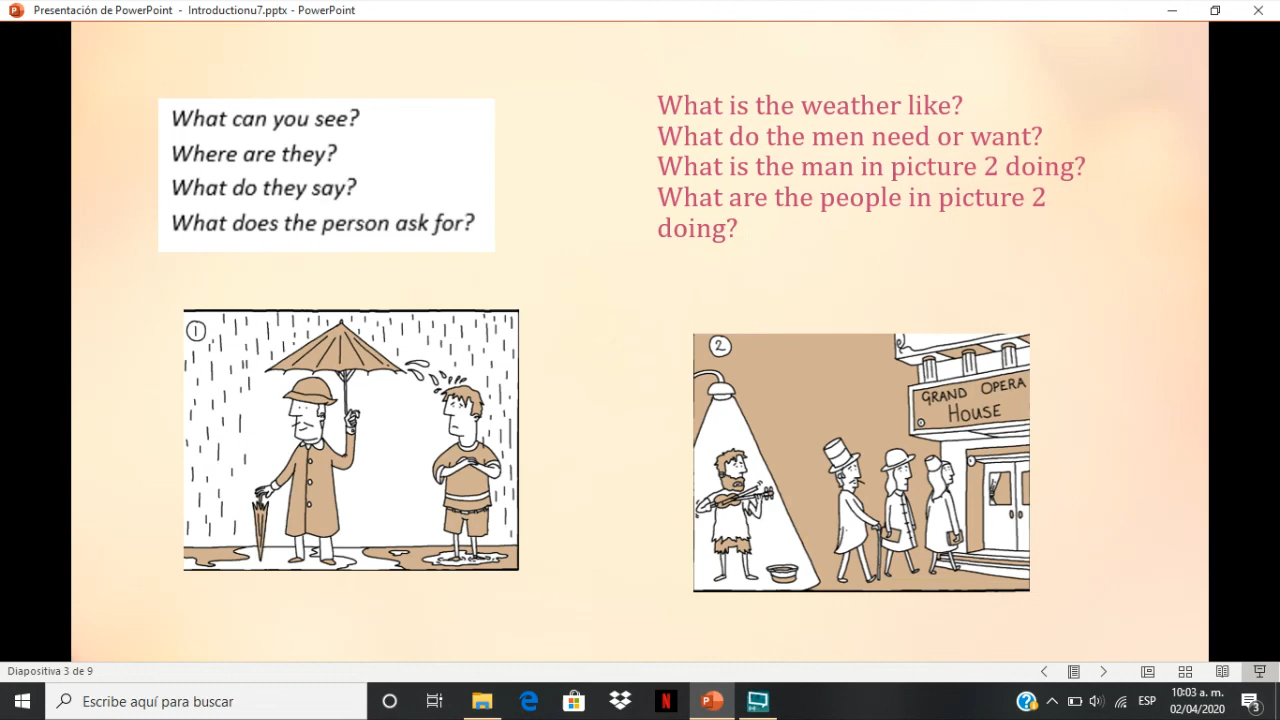 Presentación de PowerPoint - Introductionu7.pptx - PowerPoint
What can you see?
Where are they?
What do they say?
What does the person ask for?
What is the weather like?
What do the men need or want?
What is the man in picture 2 doing?
What are the people in picture 2
doing?
1
2
GRAND OPERA
HOUSE
Diapositiva 3 de 9
Escribe aquí para buscar
ESP
10:03 a. m.
02/04/2020
3